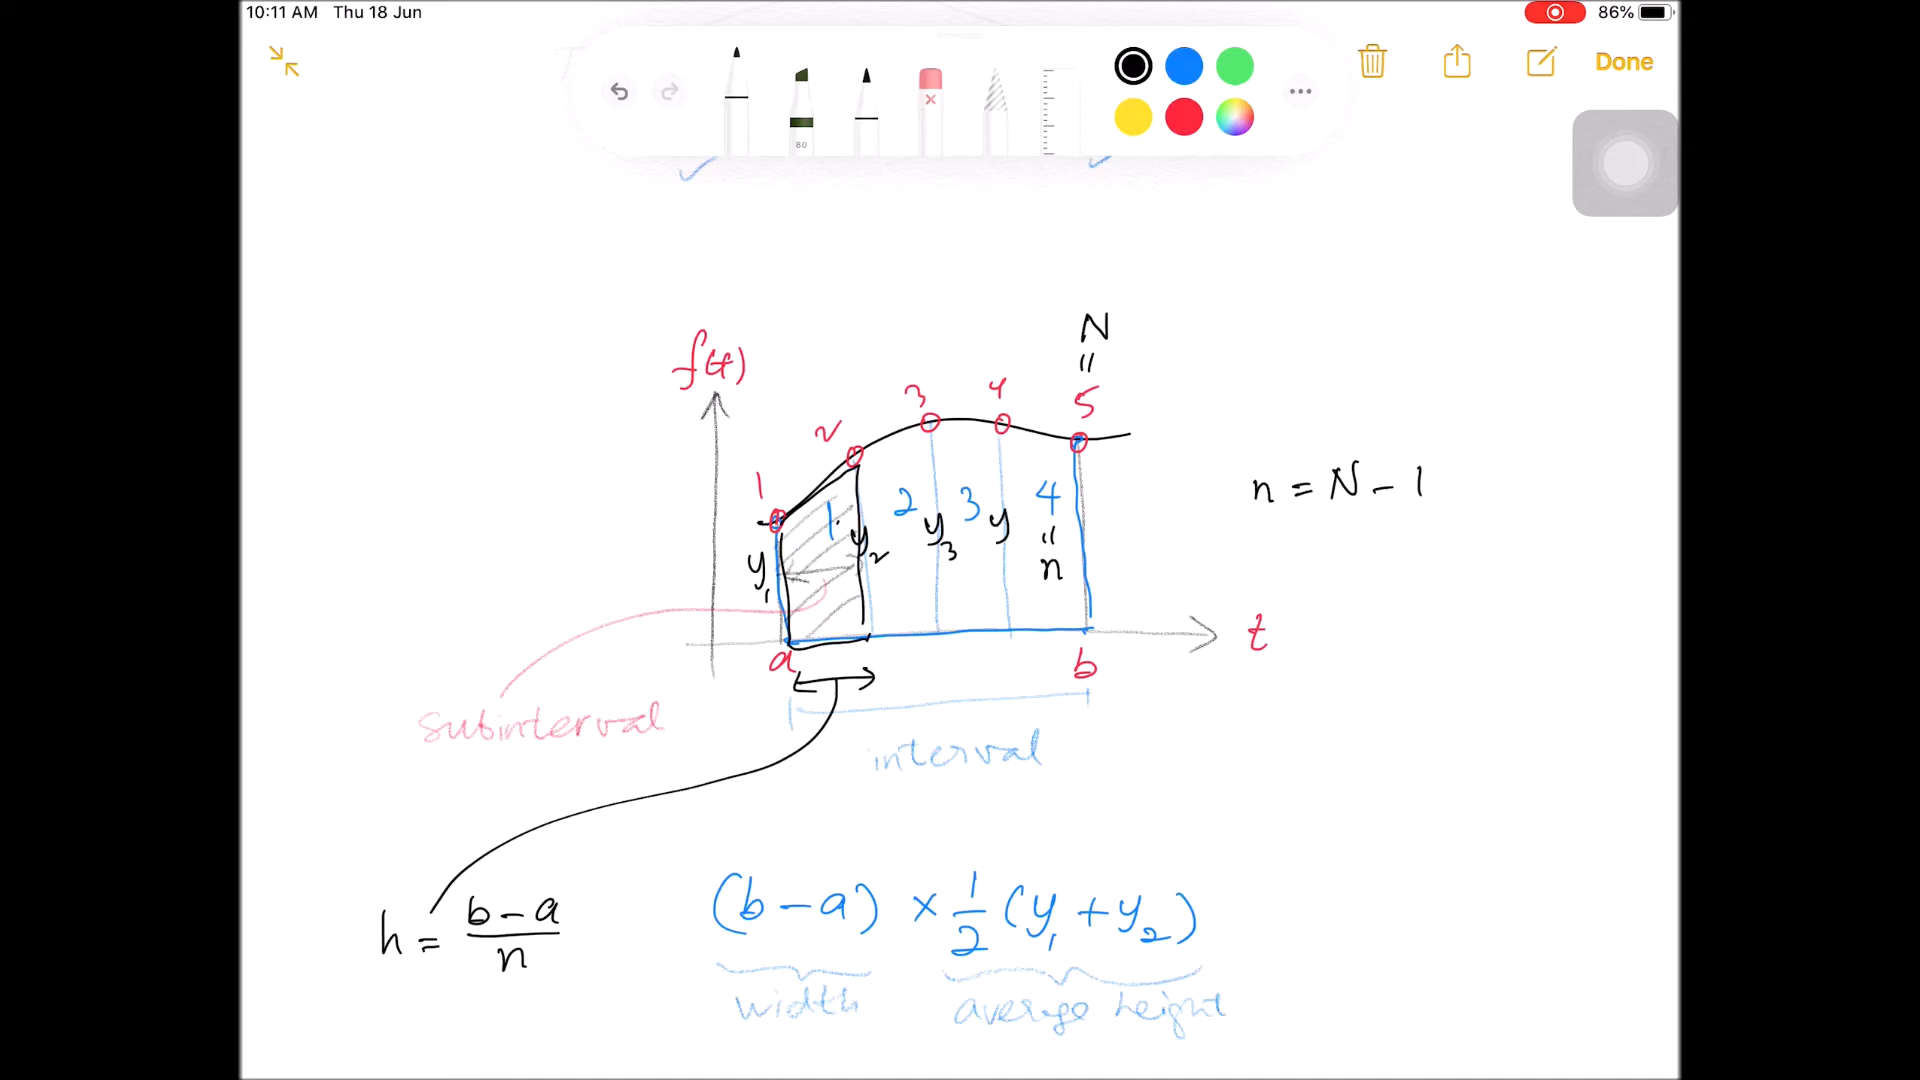 10:11 AM Thu 18 Jun
86%
Done
80
N
=
f(t)
1 2 3 4 5
1 2 3 4
=
n
y₁ y₂ y₃ y
n = N - 1
a b
t
subinterval
interval
h = (b-a)/n
(b-a) × 1/2 (y₁ + y₂)
width average height